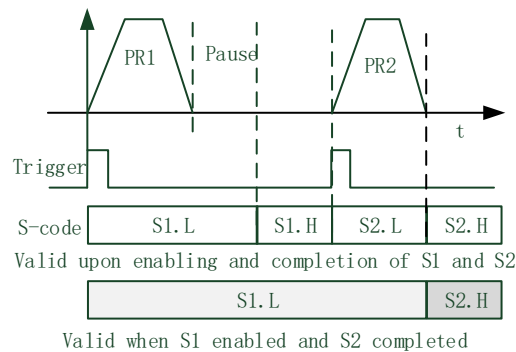 PR1
Pause
PR2
t
Trigger
S-code
S1.L
S1.H
S2.L
S2.H
Valid upon enabling and completion of S1 and S2
S1.L
S2.H
Valid when S1 enabled and S2 completed